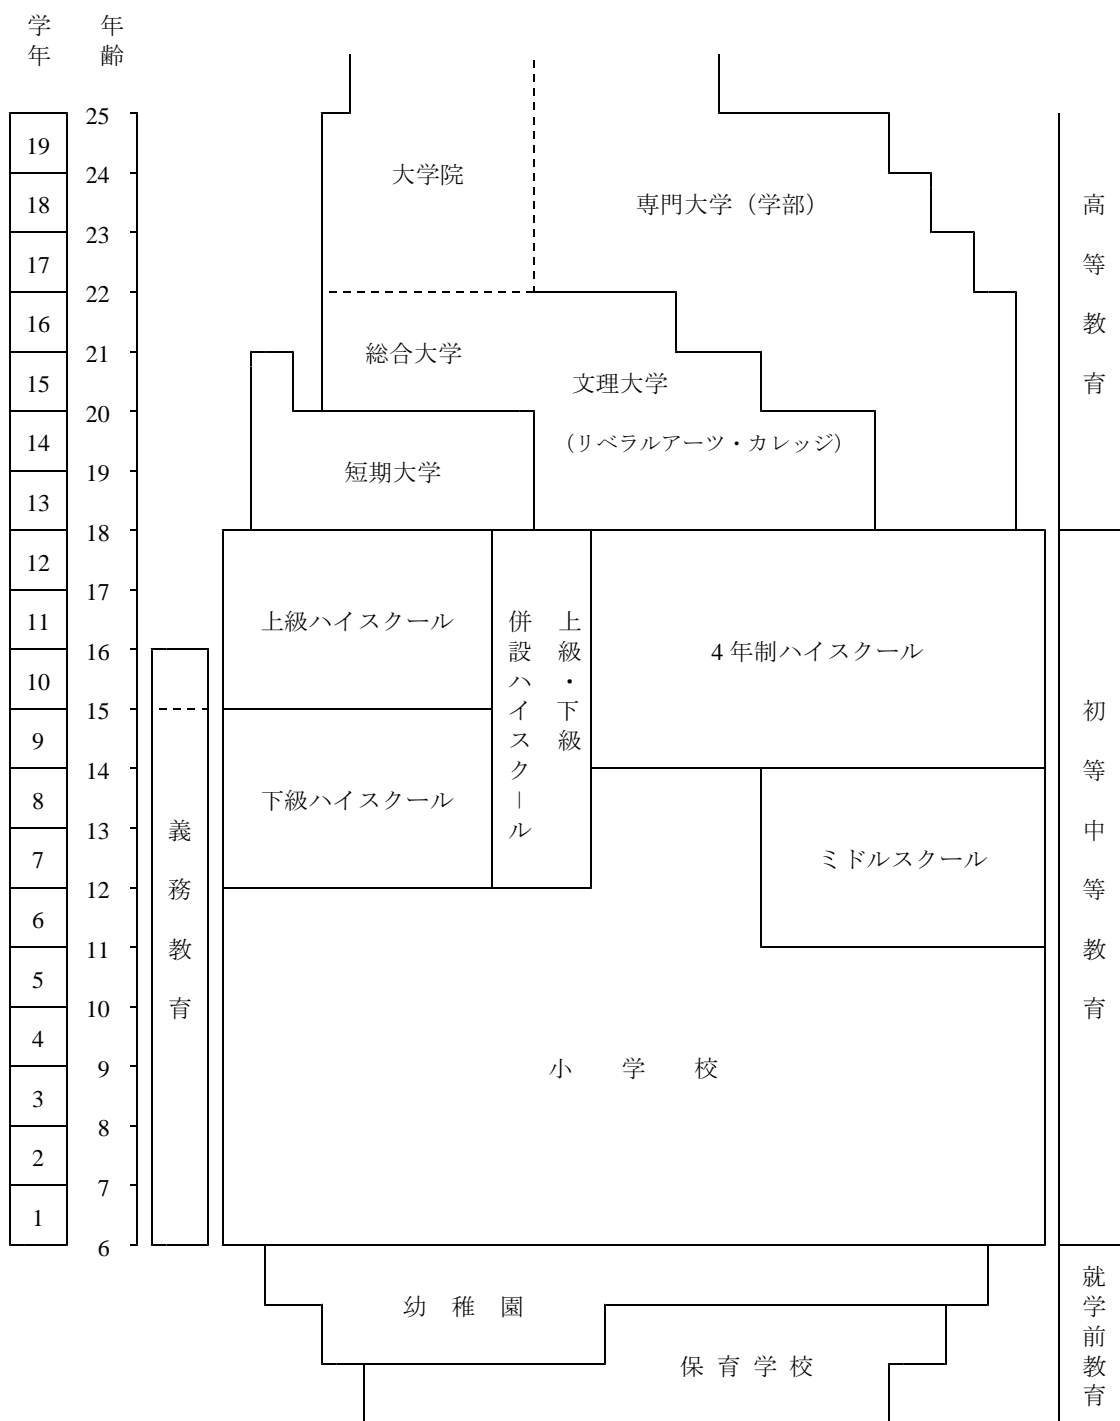 学年
年齢
25
19
24
18
23
17
22
16
21
15
20
14
19
13
18
12
17
11
16
10
15
9
14
8
13
7
12
6
11
5
10
4
9
3
8
2
7
1
6
義務教育
大学院
専門大学（学部）
総合大学
文理大学
（リベラルアーツ・カレッジ）
短期大学
上級ハイスクール
上級・下級
併設ハイスクール
4 年制ハイスクール
下級ハイスクール
ミドルスクール
小学校
幼稚園
保育学校
高等教育
初等中等教育
就学前教育